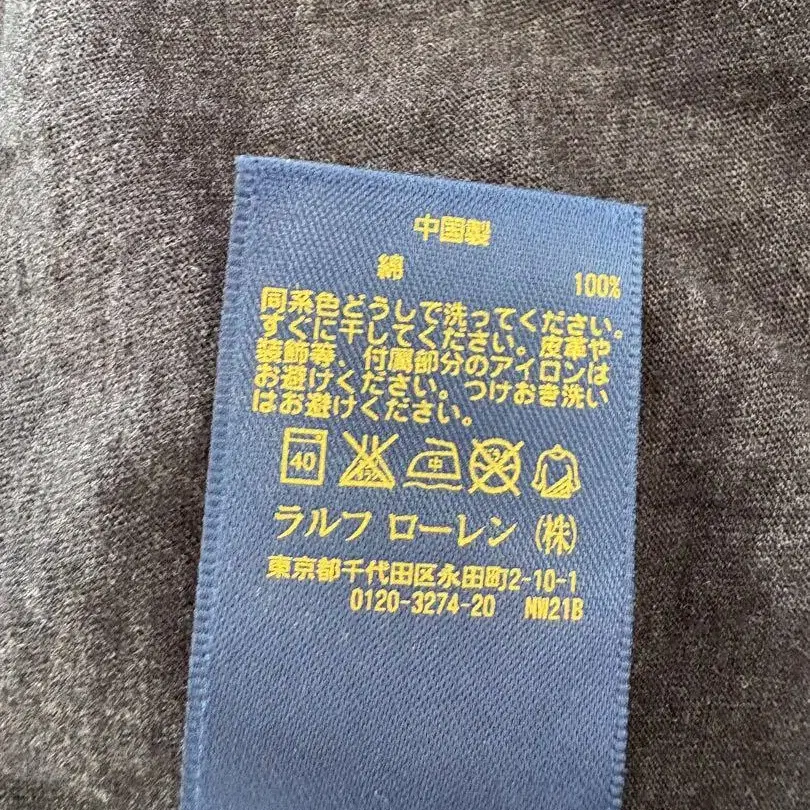 中国製
綿 100%
同系色どうしで洗ってください。
すぐに干してください。皮革や
装飾等、付属部分のアイロンは
お避けください。つけおき洗い
はお避けください。
40 中
ラルフ ローレン (株)
東京都千代田区永田町2-10-1
0120-3274-20 NW21B